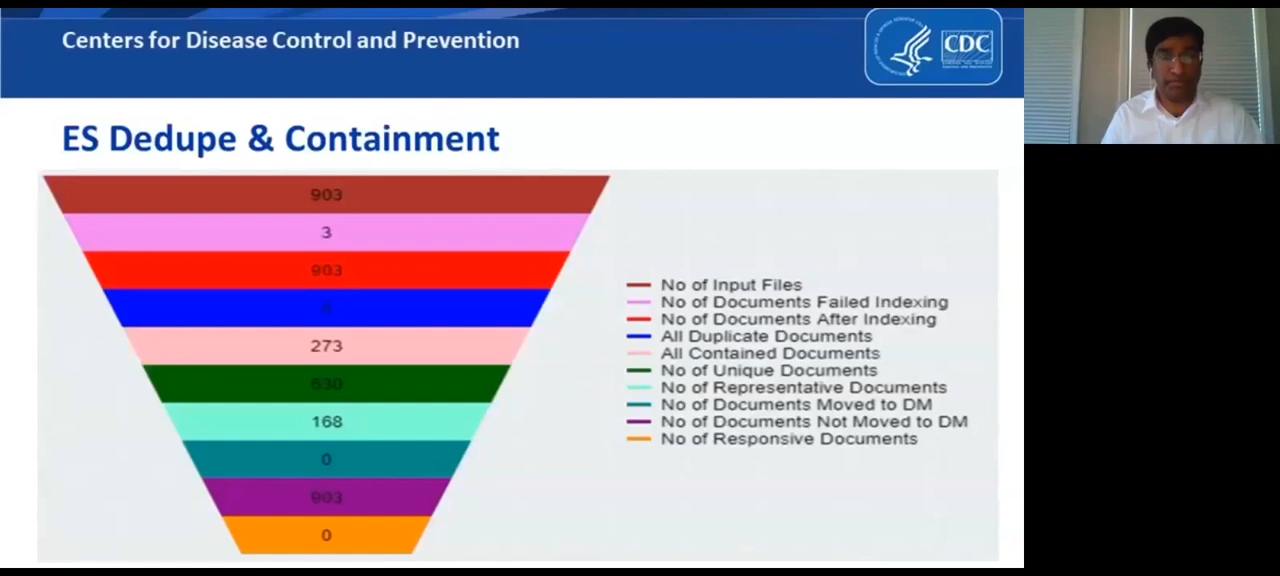 Centers for Disease Control and Prevention
CDC
ES Dedupe & Containment
903
3
903
273
630
168
0
903
0
No of Input Files
No of Documents Failed Indexing
No of Documents After Indexing
All Duplicate Documents
All Contained Documents
No of Unique Documents
No of Representative Documents
No of Documents Moved to DM
No of Documents Not Moved to DM
No of Responsive Documents